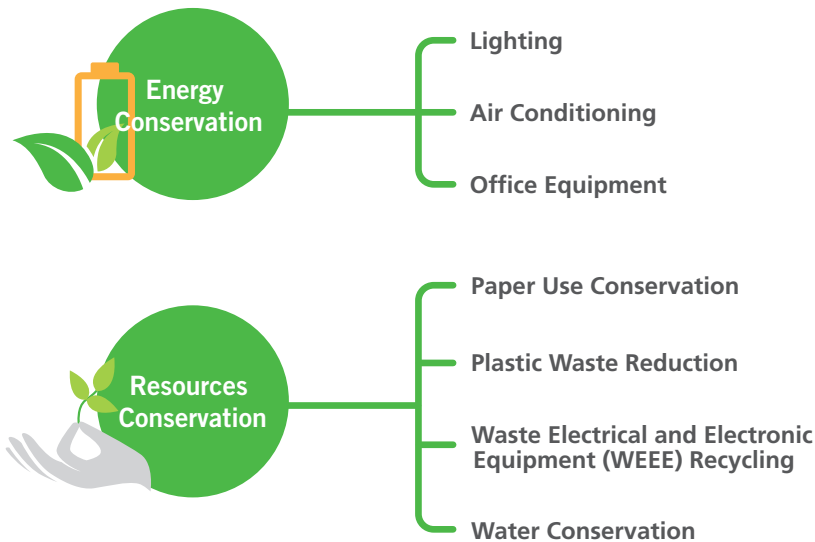 Energy
Conservation
Lighting
Air Conditioning
Office Equipment
Resources
Conservation
Paper Use Conservation
Plastic Waste Reduction
Waste Electrical and Electronic
Equipment (WEEE) Recycling
Water Conservation